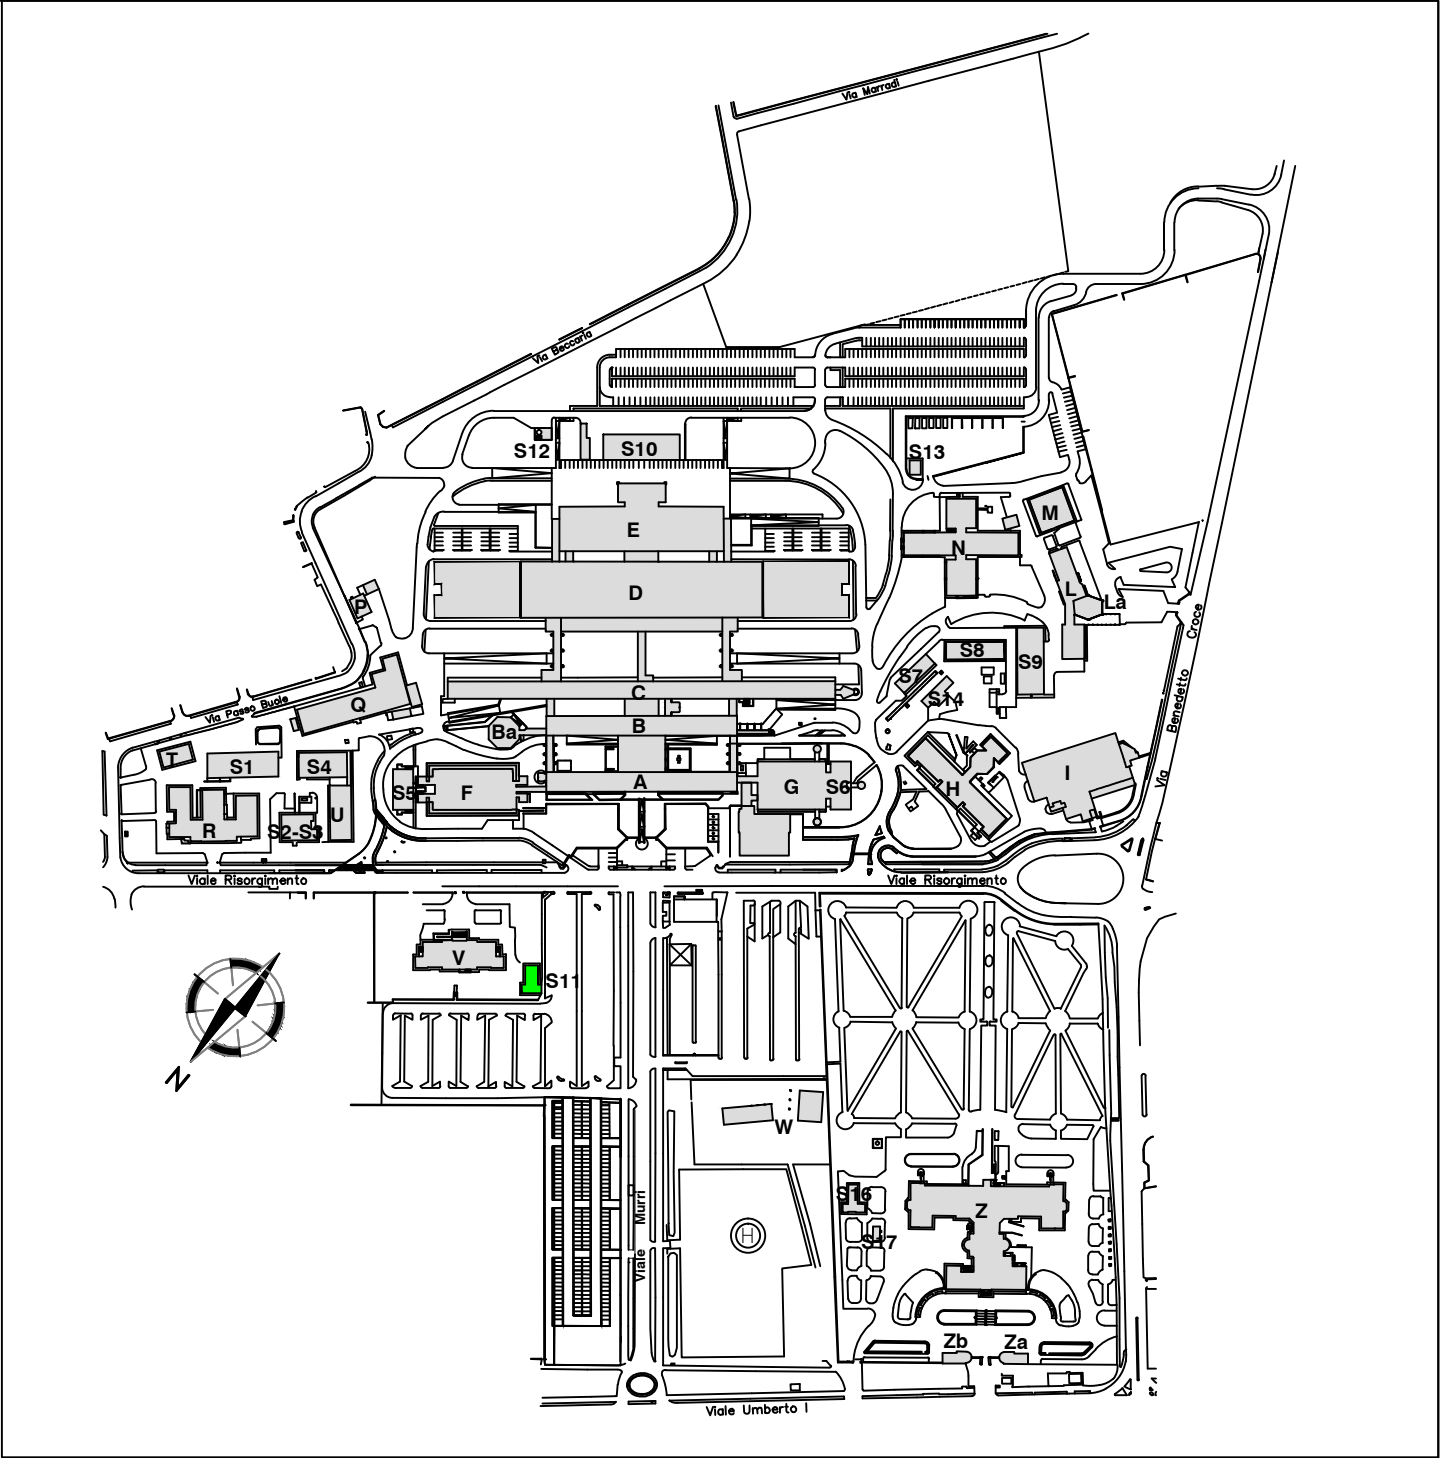 Via Marradi
Via Beccaria
S12
S10
S13
E
M
N
D
P
L
La
Croce
S8
S9
S7
C
S14
Q
Via Passo Buole
B
Ba
Benedetto
T
S1
S4
A
I
Via
S5
F
G
S6
H
U
R
S2-S3
Viale Risorgimento
Viale Risorgimento
V
S11
N
W
Murri
S16
Z
H
S17
Viale
Zb
Za
Viale Umberto I